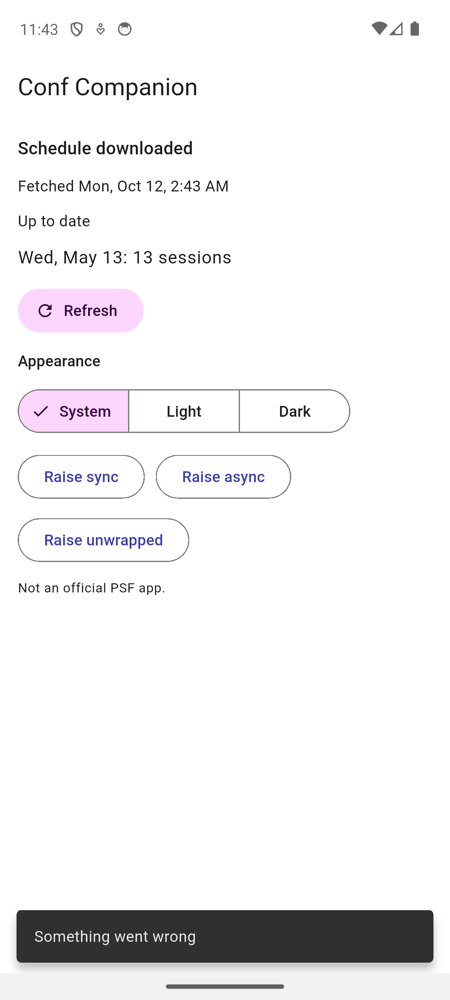 11:43
Conf Companion
Schedule downloaded
Fetched Mon, Oct 12, 2:43 AM
Up to date
Wed, May 13: 13 sessions
Refresh
Appearance
System Light Dark
Raise sync Raise async
Raise unwrapped
Not an official PSF app.
Something went wrong